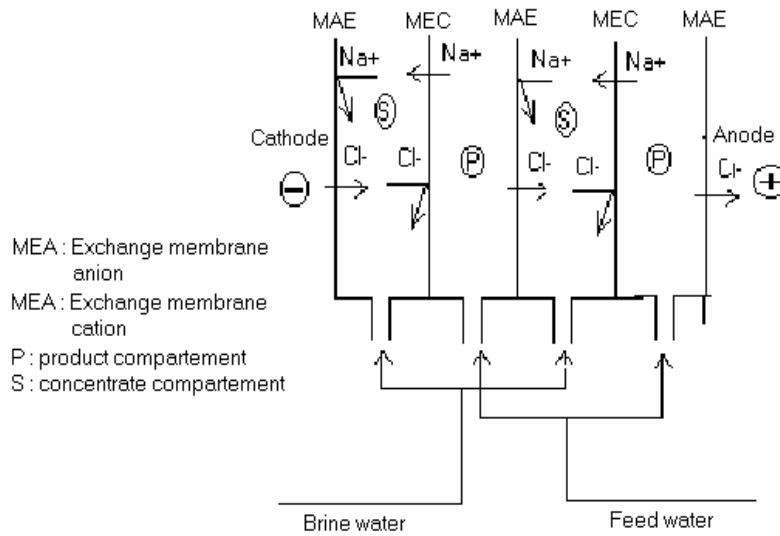 MAE MEC MAE MEC MAE
Na+ Na+ Na+ Na+
S S
Cathode Anode
Cl- Cl- P Cl- Cl- P Cl-
− +
MEA : Exchange membrane
anion
MEA : Exchange membrane
cation
P : product compartement
S : concentrate compartement
Brine water Feed water